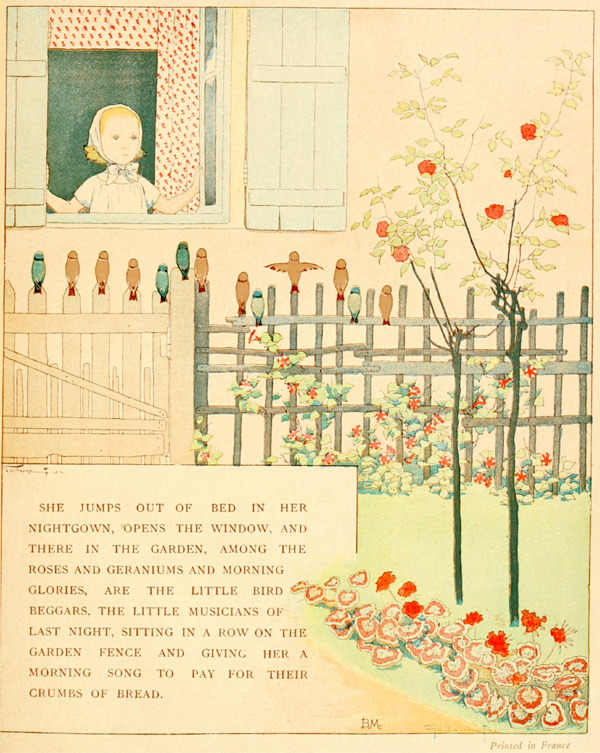 SHE JUMPS OUT OF BED IN HER
NIGHTGOWN, OPENS THE WINDOW, AND
THERE IN THE GARDEN, AMONG THE
ROSES AND GERANIUMS AND MORNING
GLORIES, ARE THE LITTLE BIRD
BEGGARS, THE LITTLE MUSICIANS OF
LAST NIGHT, SITTING IN A ROW ON THE
GARDEN FENCE AND GIVING HER A
MORNING SONG TO PAY FOR THEIR
CRUMBS OF BREAD.
BM.
Printed in France